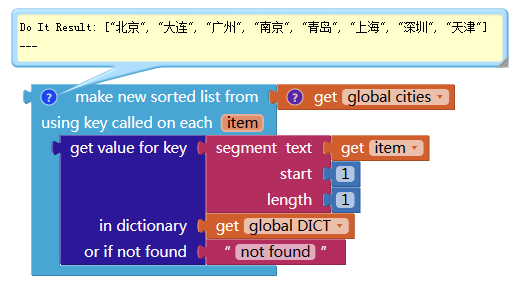 Do It Result: ["北京", "大连", "广州", "南京", "青岛", "上海", "深圳", "天津"]
---
? make new sorted list from ? get global cities
using key called on each item
get value for key segment text get item
start 1
length 1
in dictionary get global DICT
or if not found " not found "